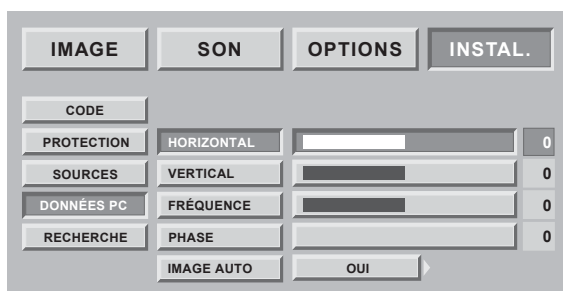 IMAGE SON OPTIONS INSTAL.
CODE
PROTECTION HORIZONTAL 0
SOURCES VERTICAL 0
DONNÉES PC FRÉQUENCE 0
RECHERCHE PHASE 0
IMAGE AUTO OUI